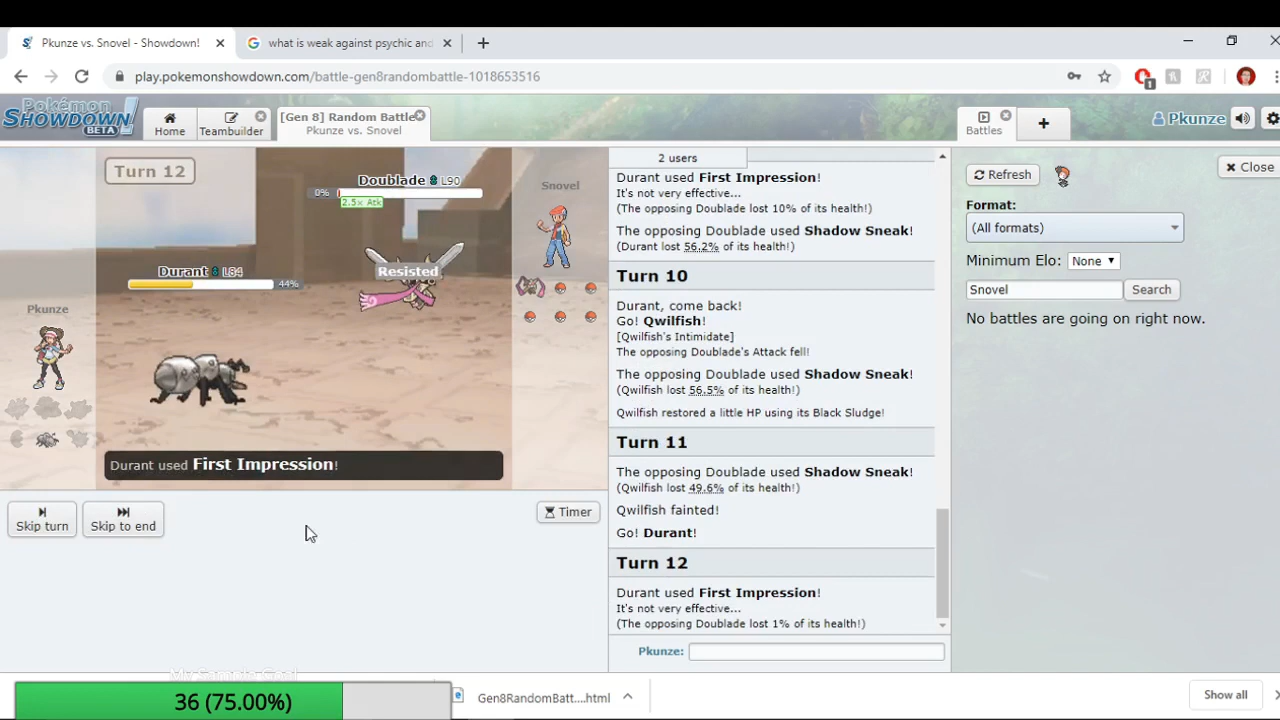 Pkunze vs. Snovel - Showdown!
what is weak against psychic and
play.pokemonshowdown.com/battle-gen8randombattle-1018653516
1
Pokémon
SHOWDOWN!
BETA
Home
Teambuilder
[Gen 8] Random Battle
Pkunze vs. Snovel
Battles
Pkunze
Turn 12
Doublade L90
0%
2.5× Atk
Snovel
Durant L84
44%
Resisted
Pkunze
Durant used First Impression!
Skip turn
Skip to end
Timer
2 users
Durant used First Impression!
It's not very effective...
(The opposing Doublade lost 10% of its health!)
The opposing Doublade used Shadow Sneak!
(Durant lost 56.2% of its health!)
Turn 10
Durant, come back!
Go! Qwilfish!
[Qwilfish's Intimidate]
The opposing Doublade's Attack fell!
The opposing Doublade used Shadow Sneak!
(Qwilfish lost 56.5% of its health!)
Qwilfish restored a little HP using its Black Sludge!
Turn 11
The opposing Doublade used Shadow Sneak!
(Qwilfish lost 49.6% of its health!)
Qwilfish fainted!
Go! Durant!
Turn 12
Durant used First Impression!
It's not very effective...
(The opposing Doublade lost 1% of its health!)
Pkunze:
Close
Refresh
Format:
(All formats)
Minimum Elo: None
Snovel
Search
No battles are going on right now.
My Sample Goal
36 (75.00%)
Gen8RandomBatt....html
Show all